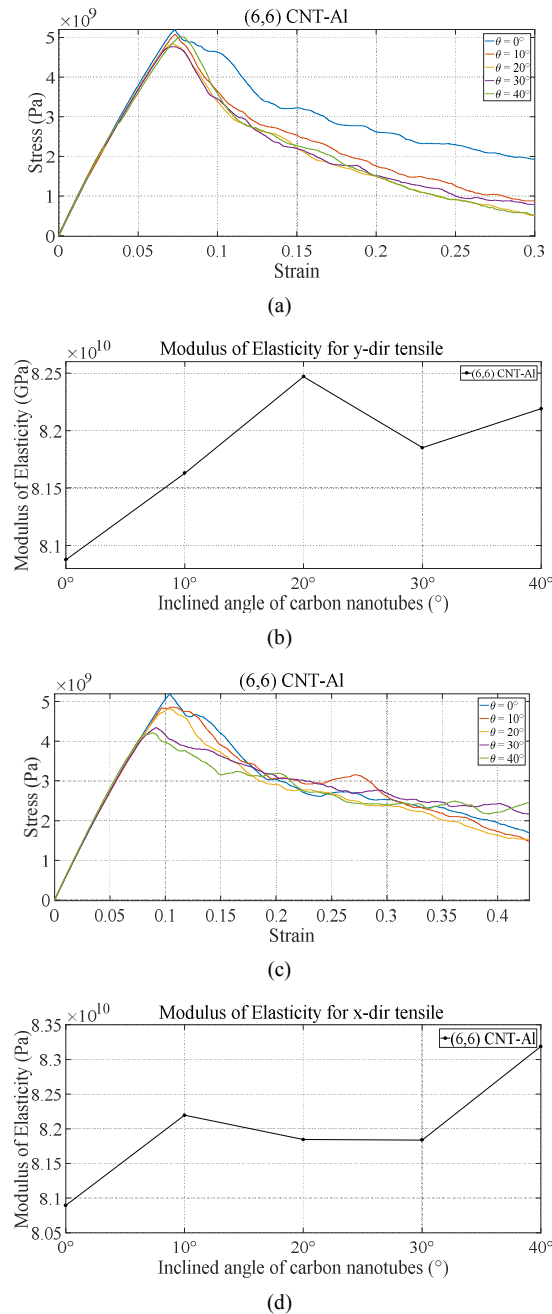 (6,6) CNT-Al
×10⁹
Stress (Pa)
5
4
3
2
1
0
θ = 0°
θ = 10°
θ = 20°
θ = 30°
θ = 40°
0 0.05 0.1 0.15 0.2 0.25 0.3
Strain
(a)
Modulus of Elasticity for y-dir tensile
×10¹⁰
Modulus of Elasticity (GPa)
8.25
8.2
8.15
8.1
(6,6) CNT-Al
0° 10° 20° 30° 40°
Inclined angle of carbon nanotubes (°)
(b)
(6,6) CNT-Al
×10⁹
Stress (Pa)
5
4
3
2
1
0
θ = 0°
θ = 10°
θ = 20°
θ = 30°
θ = 40°
0 0.05 0.1 0.15 0.2 0.25 0.3 0.35 0.4
Strain
(c)
Modulus of Elasticity for x-dir tensile
×10¹⁰
Modulus of Elasticity (Pa)
8.35
8.3
8.25
8.2
8.15
8.1
8.05
(6,6) CNT-Al
0° 10° 20° 30° 40°
Inclined angle of carbon nanotubes (°)
(d)